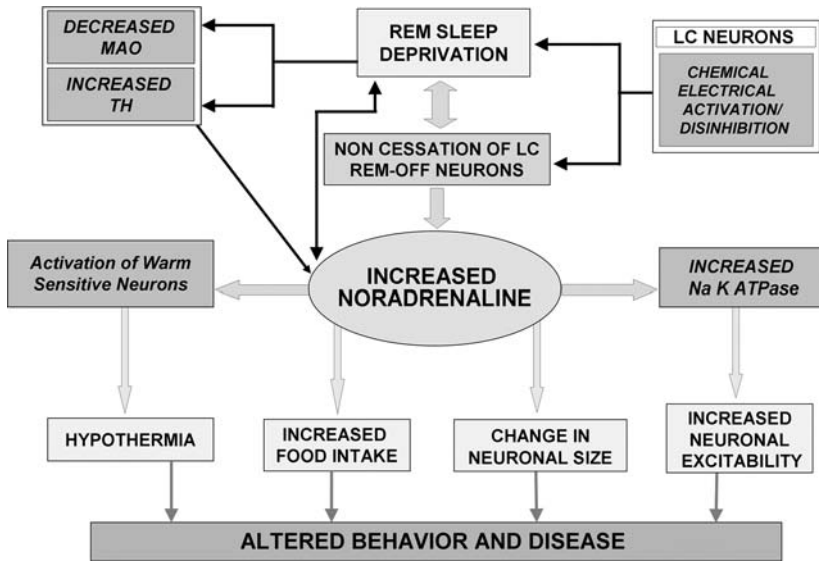 DECREASED
MAO
INCREASED
TH
REM SLEEP
DEPRIVATION
LC NEURONS
CHEMICAL
ELECTRICAL
ACTIVATION/
DISINHIBITION
NON CESSATION OF LC
REM-OFF NEURONS
Activation of Warm
Sensitive Neurons
INCREASED
NORADRENALINE
INCREASED
Na K ATPase
HYPOTHERMIA
INCREASED
FOOD INTAKE
CHANGE IN
NEURONAL SIZE
INCREASED
NEURONAL
EXCITABILITY
ALTERED BEHAVIOR AND DISEASE